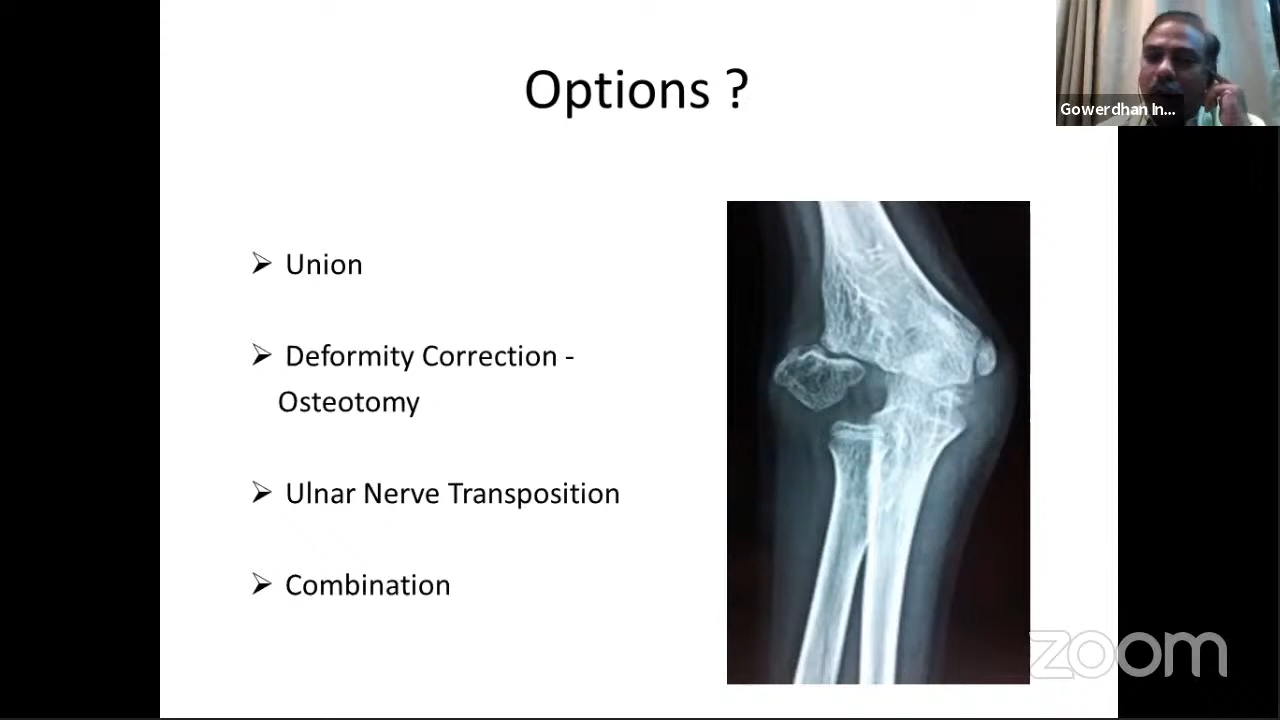 Options ?
Gowerdhan In...
➢ Union
➢ Deformity Correction -
Osteotomy
➢ Ulnar Nerve Transposition
➢ Combination
zoom